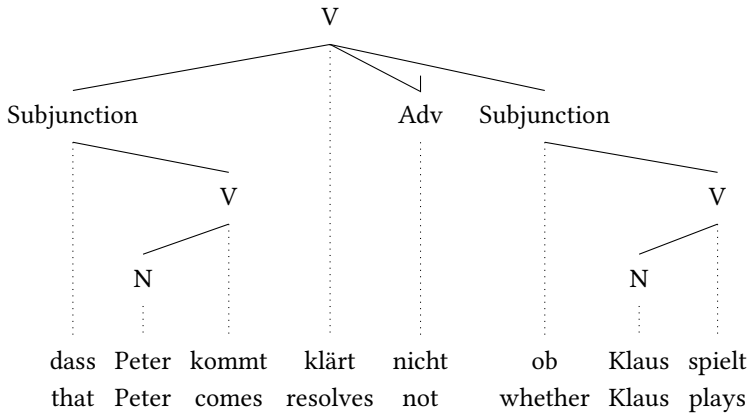 V
Subjunction Adv Subjunction
V V
N N
dass Peter kommt klärt nicht ob Klaus spielt
that Peter comes resolves not whether Klaus plays